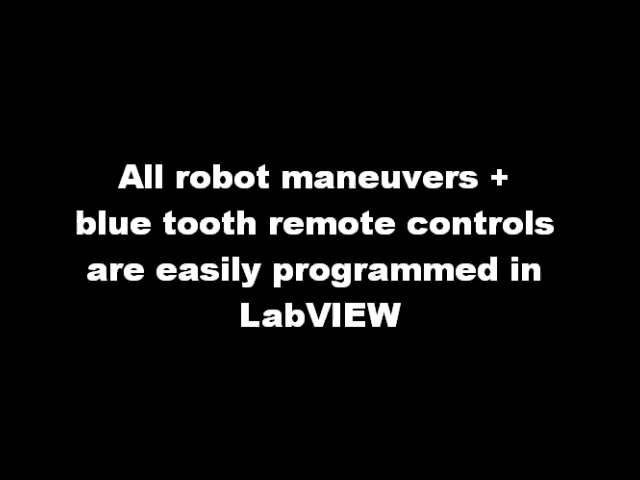 All robot maneuvers +
blue tooth remote controls
are easily programmed in
LabVIEW